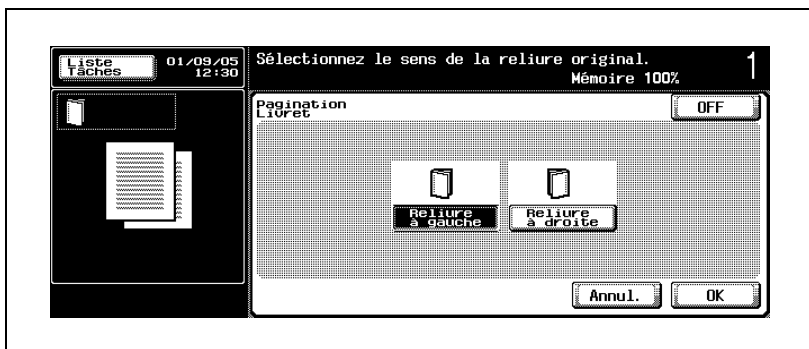 Liste
Tâches
01/09/05
12:30
Sélectionnez le sens de la reliure original.
Mémoire 100%
1
Pagination
Livret
OFF
Reliure
à gauche
Reliure
à droite
Annul.
OK